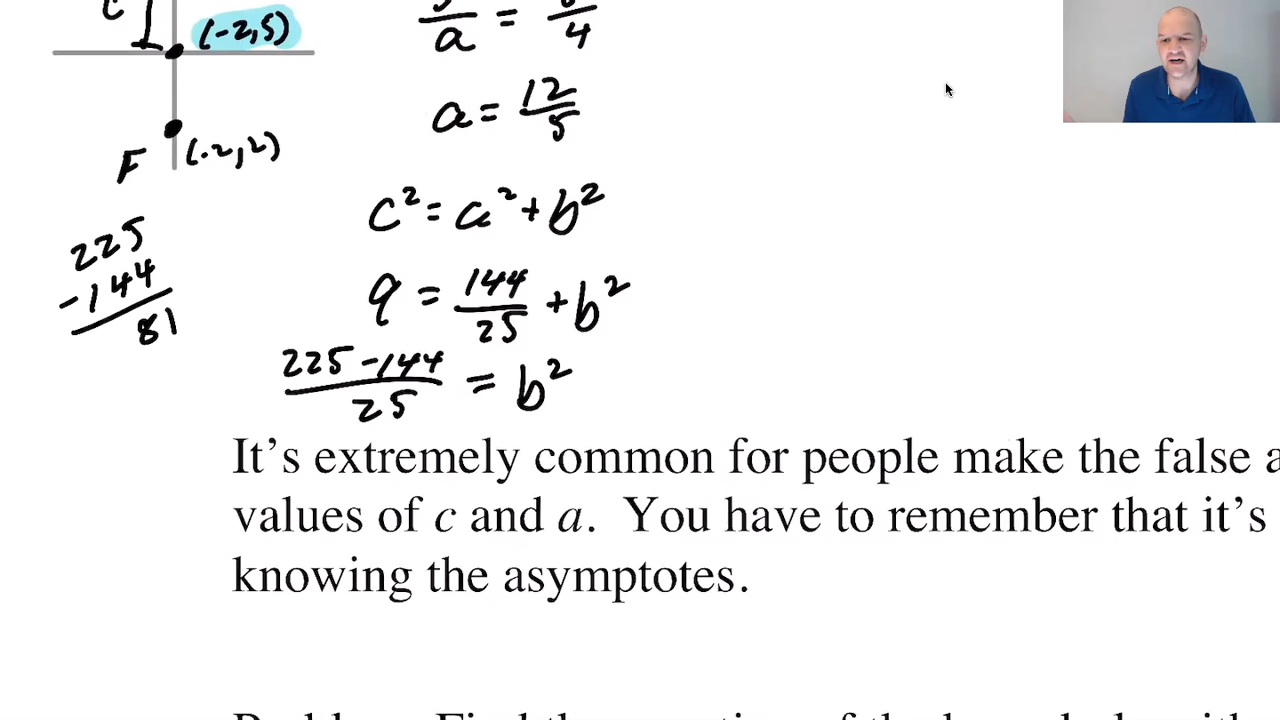 C
(-2,5)
a = 4
a = 12/5
F (-2,2)
c² = a² + b²
225
-144
81
9 = 144/25 + b²
225-144/25 = b²
It's extremely common for people make the false a
values of c and a. You have to remember that it's
knowing the asymptotes.